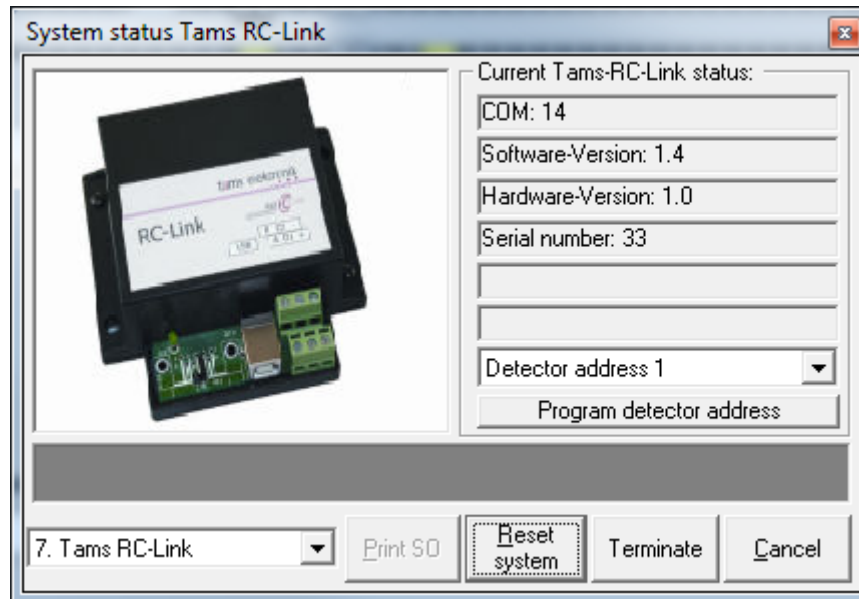 System status Tams RC-Link
Current Tams-RC-Link status:
COM: 14
Software-Version: 1.4
Hardware-Version: 1.0
Serial number: 33
tams elektronik
RC-Link
Detector address 1
Program detector address
7. Tams RC-Link
Print SO
Reset
system
Terminate
Cancel